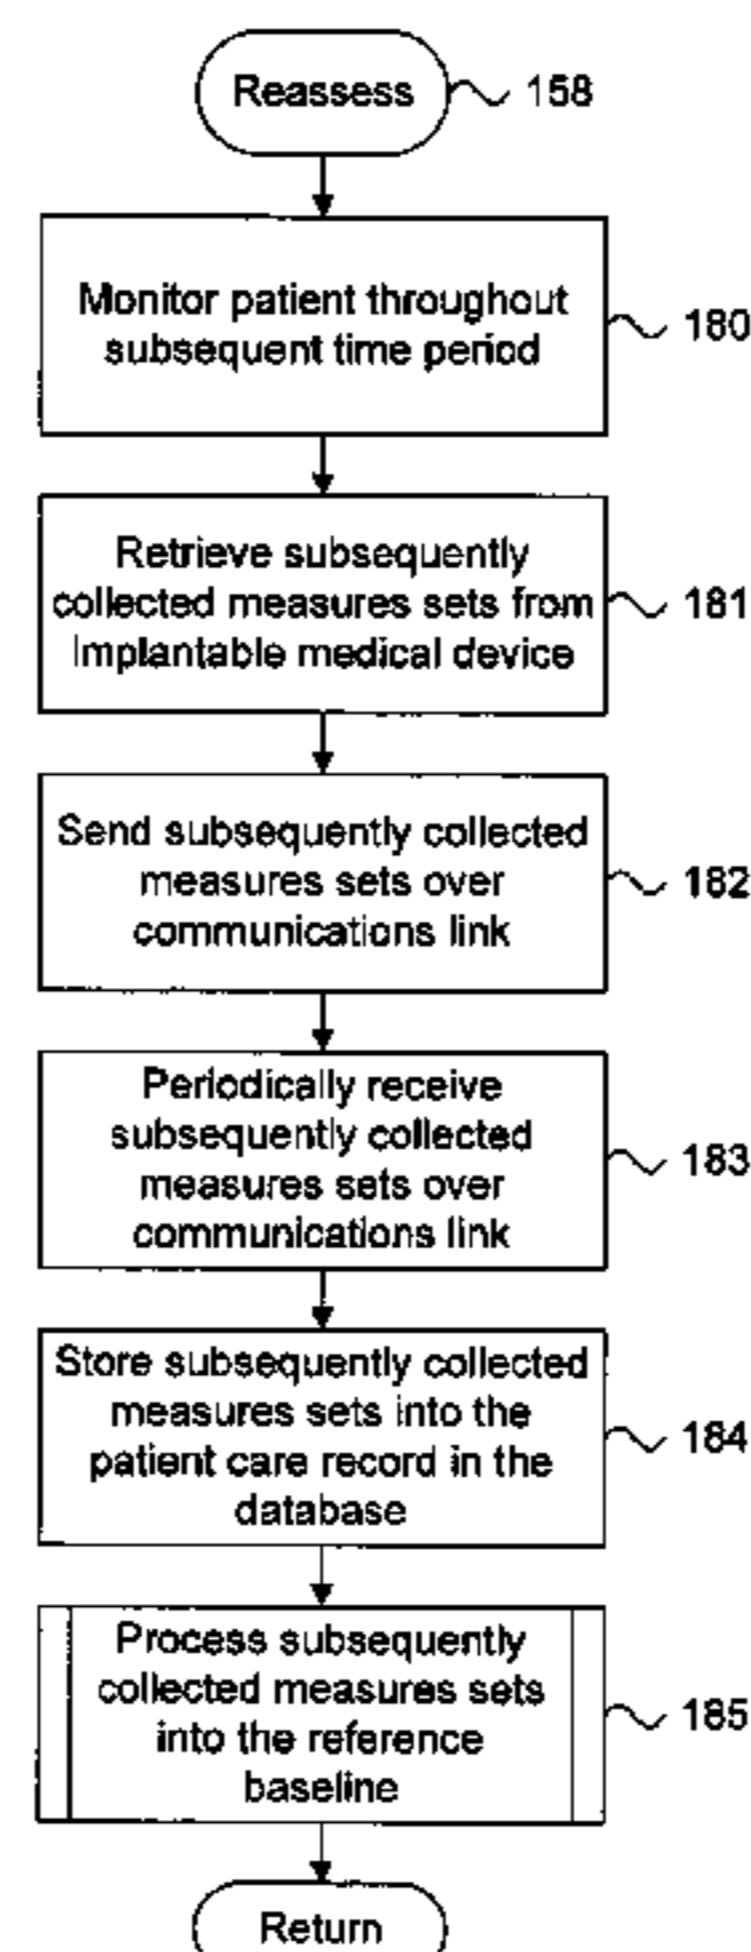 Reassess
158
Monitor patient throughout
subsequent time period
180
Retrieve subsequently
collected measures sets from
Implantable medical device
181
Send subsequently collected
measures sets over
communications link
182
Periodically receive
subsequently collected
measures sets over
communications link
183
Store subsequently collected
measures sets into the
patient care record in the
database
184
Process subsequently
collected measures sets
into the reference
baseline
185
Return